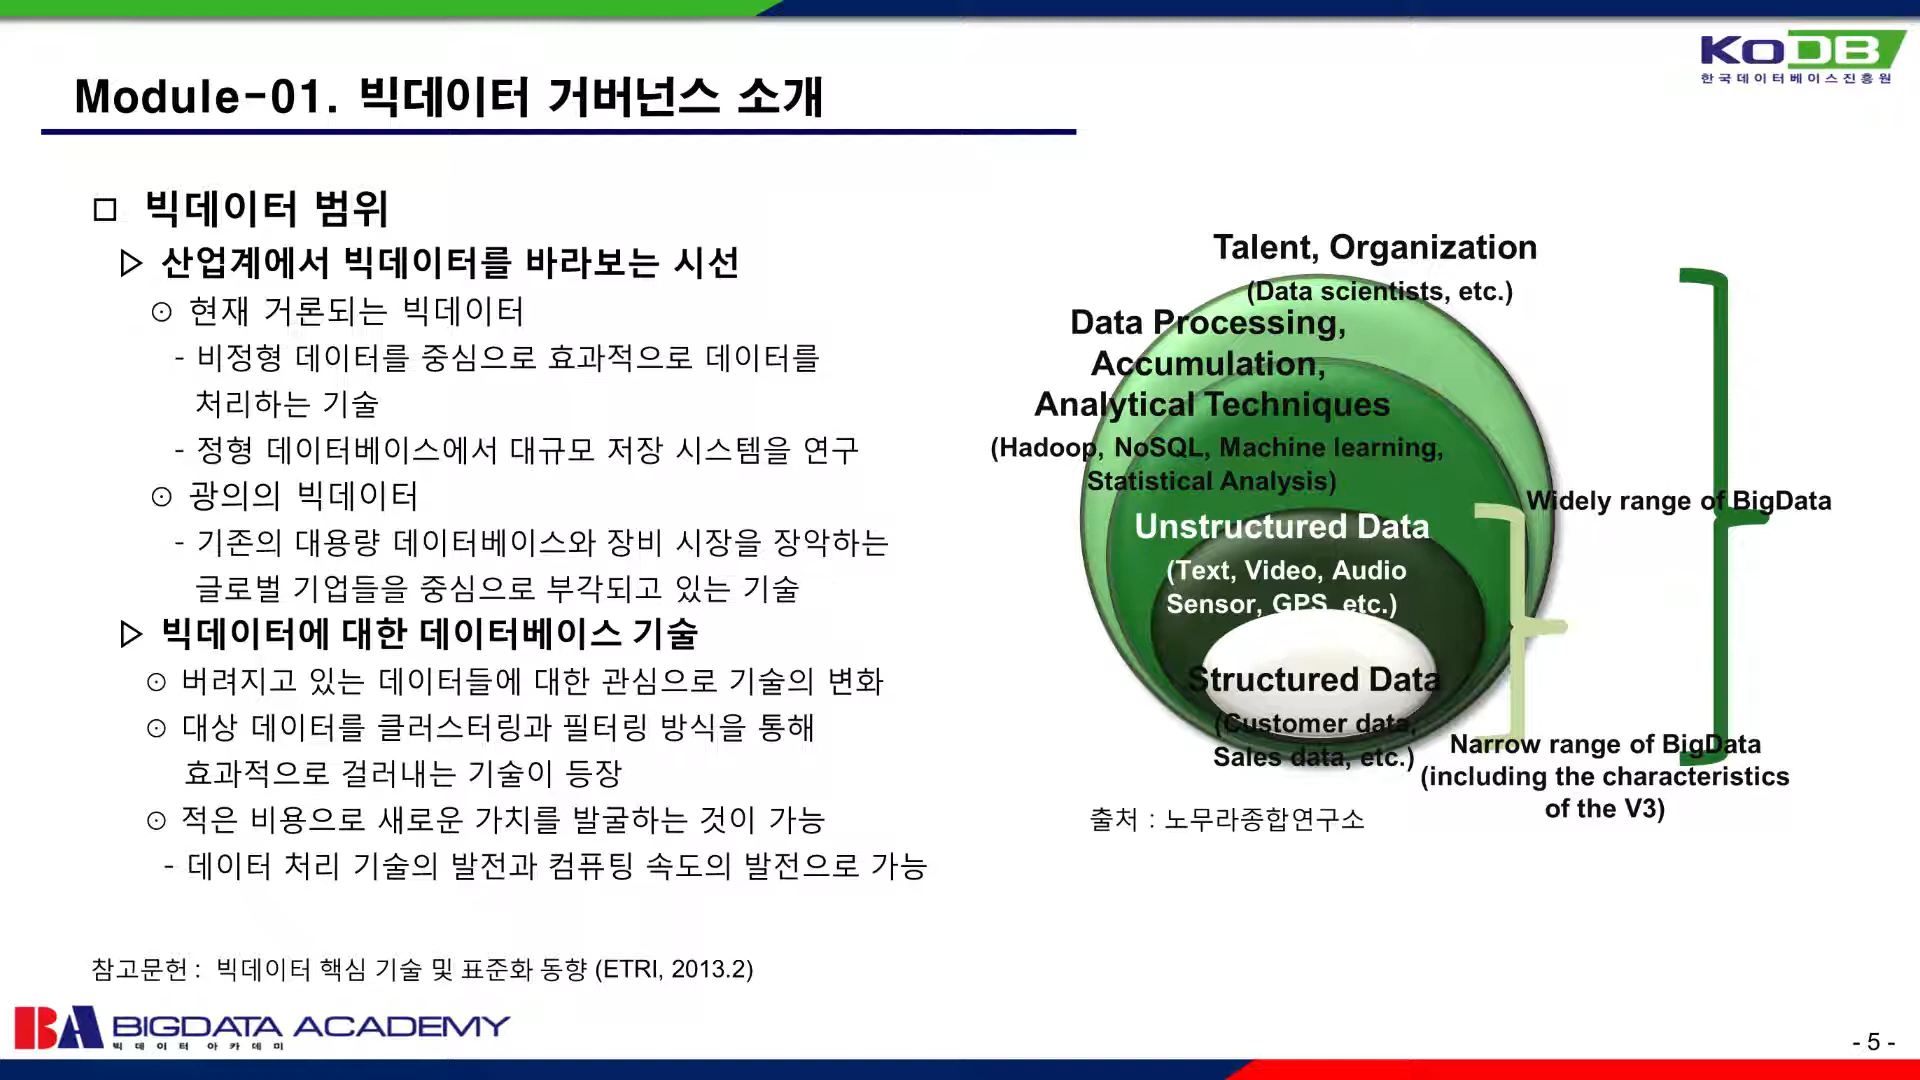 KoDB
한국데이터베이스진흥원
Module-01. 빅데이터 거버넌스 소개
□ 빅데이터 범위
▷ 산업계에서 빅데이터를 바라보는 시선
⊙ 현재 거론되는 빅데이터
- 비정형 데이터를 중심으로 효과적으로 데이터를
처리하는 기술
- 정형 데이터베이스에서 대규모 저장 시스템을 연구
⊙ 광의의 빅데이터
- 기존의 대용량 데이터베이스와 장비 시장을 장악하는
글로벌 기업들을 중심으로 부각되고 있는 기술
▷ 빅데이터에 대한 데이터베이스 기술
⊙ 버려지고 있는 데이터들에 대한 관심으로 기술의 변화
⊙ 대상 데이터를 클러스터링과 필터링 방식을 통해
효과적으로 걸러내는 기술이 등장
⊙ 적은 비용으로 새로운 가치를 발굴하는 것이 가능
- 데이터 처리 기술의 발전과 컴퓨팅 속도의 발전으로 가능
Talent, Organization
(Data scientists, etc.)
Data Processing,
Accumulation,
Analytical Techniques
(Hadoop, NoSQL, Machine learning,
Statistical Analysis)
Unstructured Data
(Text, Video, Audio
Sensor, GPS, etc.)
Structured Data
(Customer data,
Sales data, etc.)
Widely range of BigData
Narrow range of BigData
(including the characteristics
of the V3)
출처 : 노무라종합연구소
참고문헌 : 빅데이터 핵심 기술 및 표준화 동향 (ETRI, 2013.2)
BA BIGDATA ACADEMY
빅데이터아카데미
- 5 -